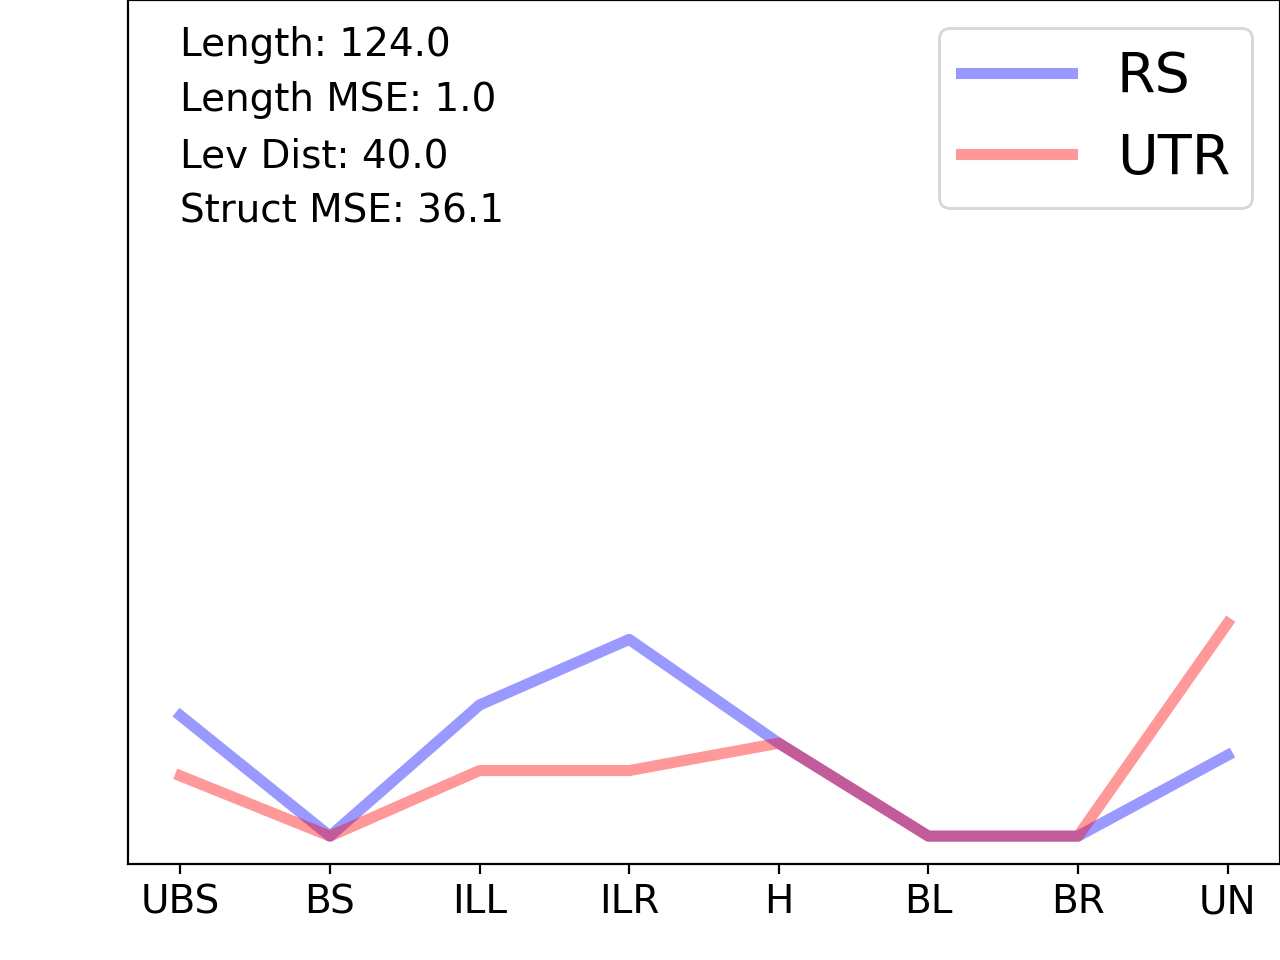 Length: 124.0
Length MSE: 1.0
Lev Dist: 40.0
Struct MSE: 36.1
RS
UTR
UBS BS ILL ILR H BL BR UN